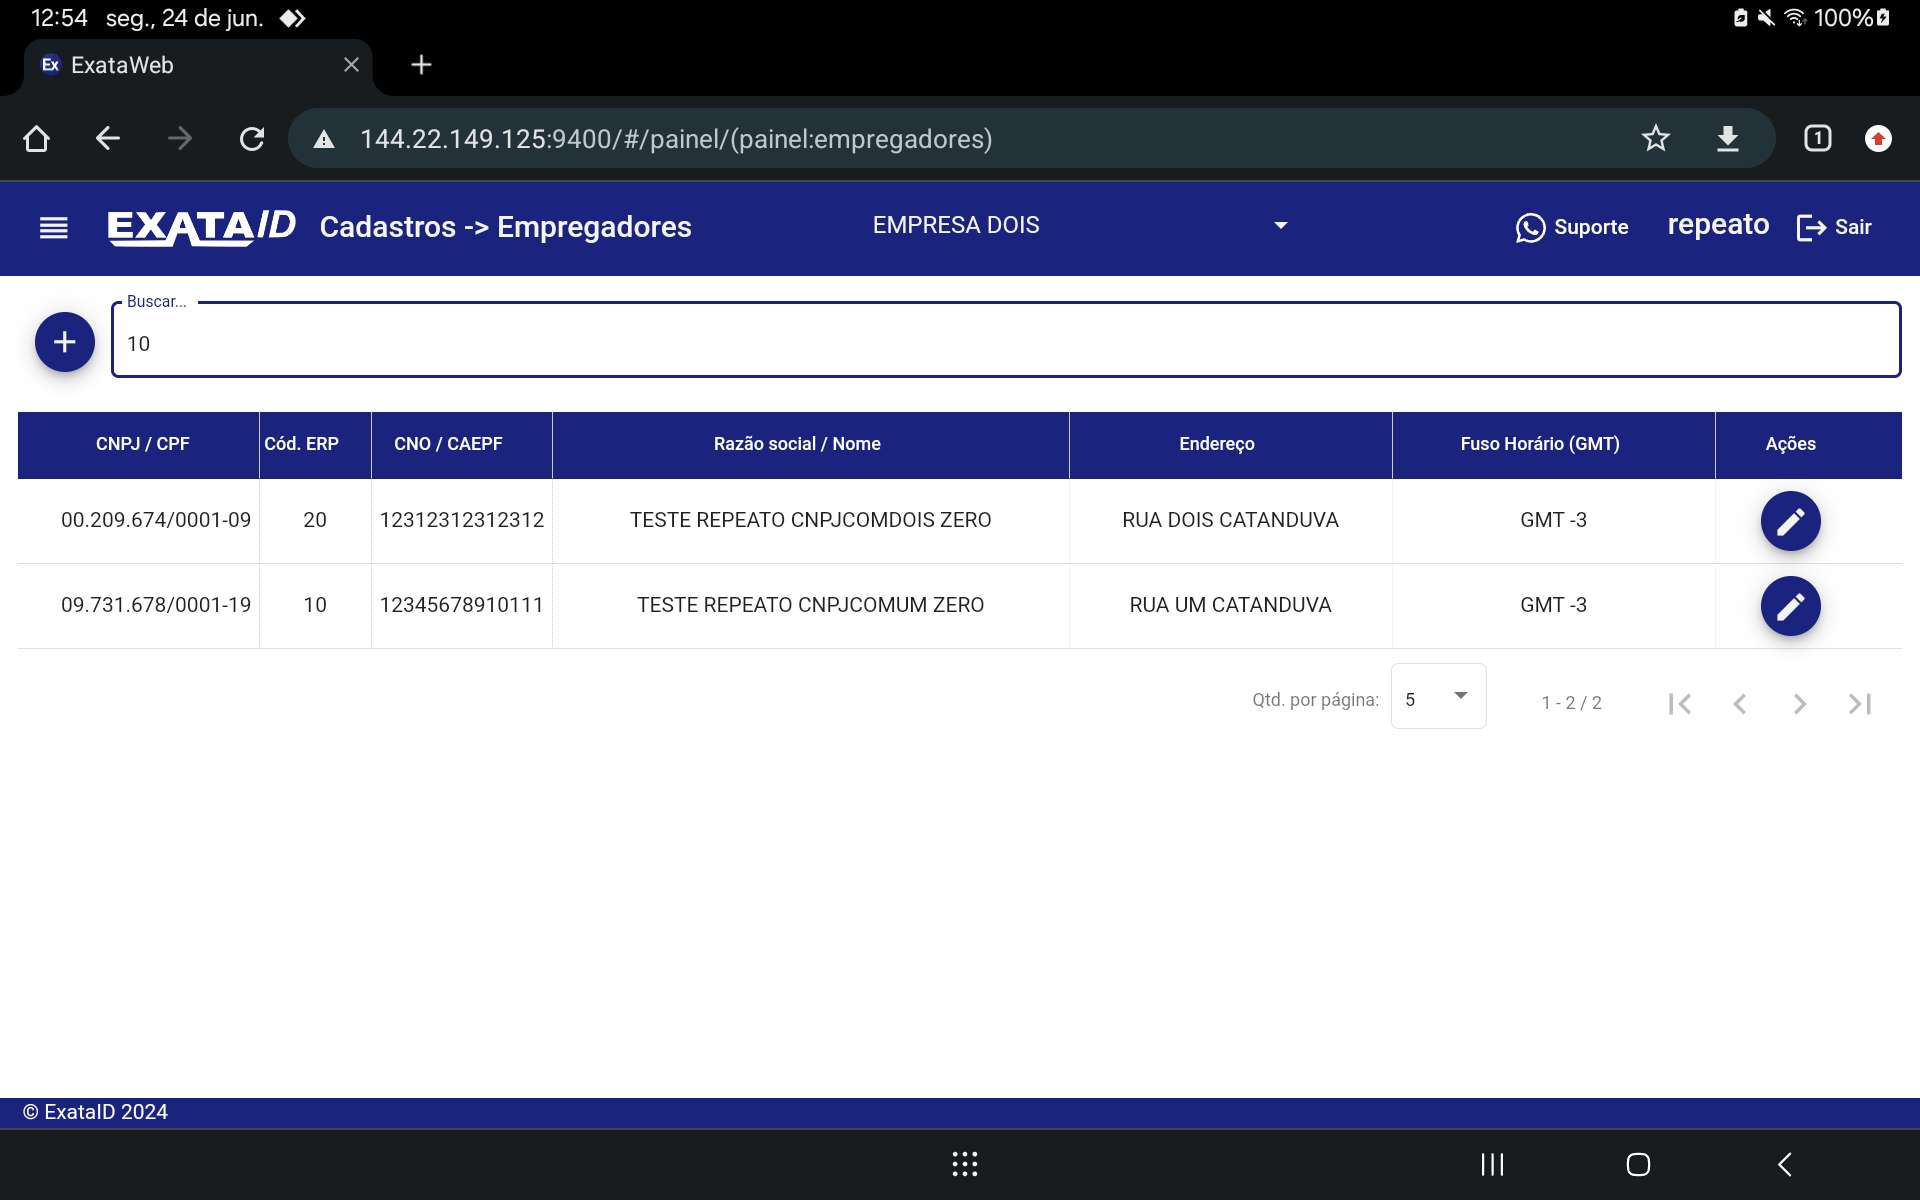 12:54 seg., 24 de jun. 100%
Ex ExataWeb
144.22.149.125:9400/#/painel/(painel:empregadores) 1
EXATAID Cadastros -> Empregadores EMPRESA DOIS Suporte repeato Sair
Buscar...
10
CNPJ / CPF Cód. ERP CNO / CAEPF Razão social / Nome Endereço Fuso Horário (GMT) Ações
00.209.674/0001-09 20 12312312312312 TESTE REPEATO CNPJCOMDOIS ZERO RUA DOIS CATANDUVA GMT -3
09.731.678/0001-19 10 12345678910111 TESTE REPEATO CNPJCOMUM ZERO RUA UM CATANDUVA GMT -3
Qtd. por página: 5 1 - 2 / 2
© ExataID 2024